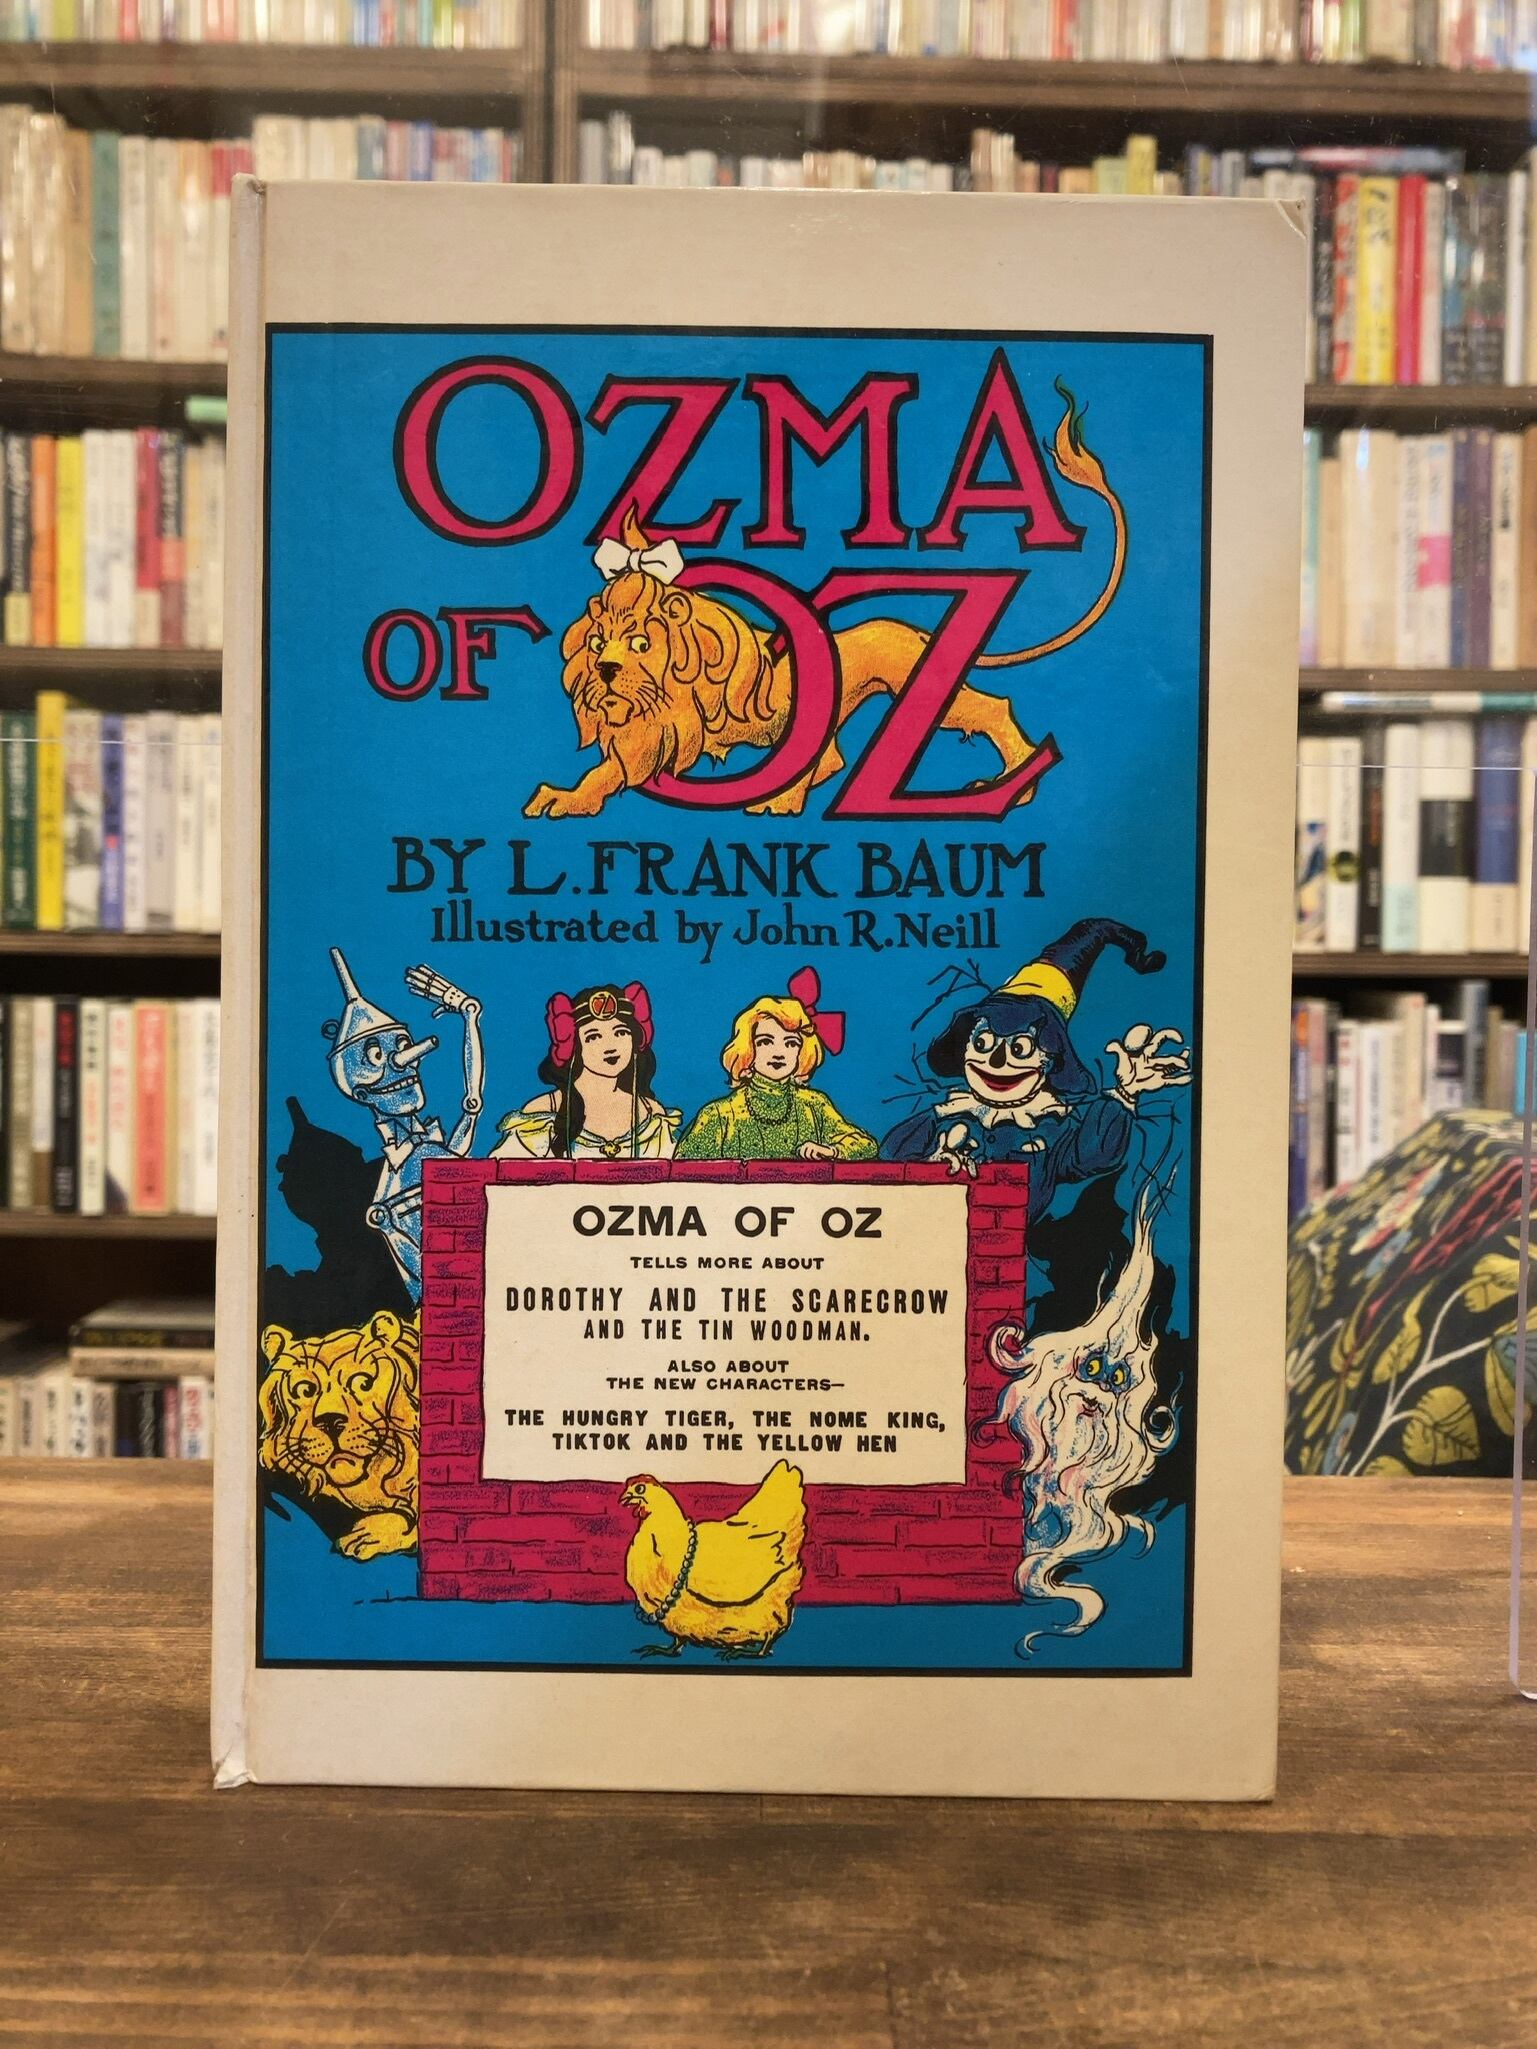 OZMA
OF OZ
BY L. FRANK BAUM
Illustrated by John R. Neill
OZ
OZMA OF OZ
TELLS MORE ABOUT
DOROTHY AND THE SCARECROW
AND THE TIN WOODMAN.
ALSO ABOUT
THE NEW CHARACTERS—
THE HUNGRY TIGER, THE NOME KING,
TIKTOK AND THE YELLOW HEN